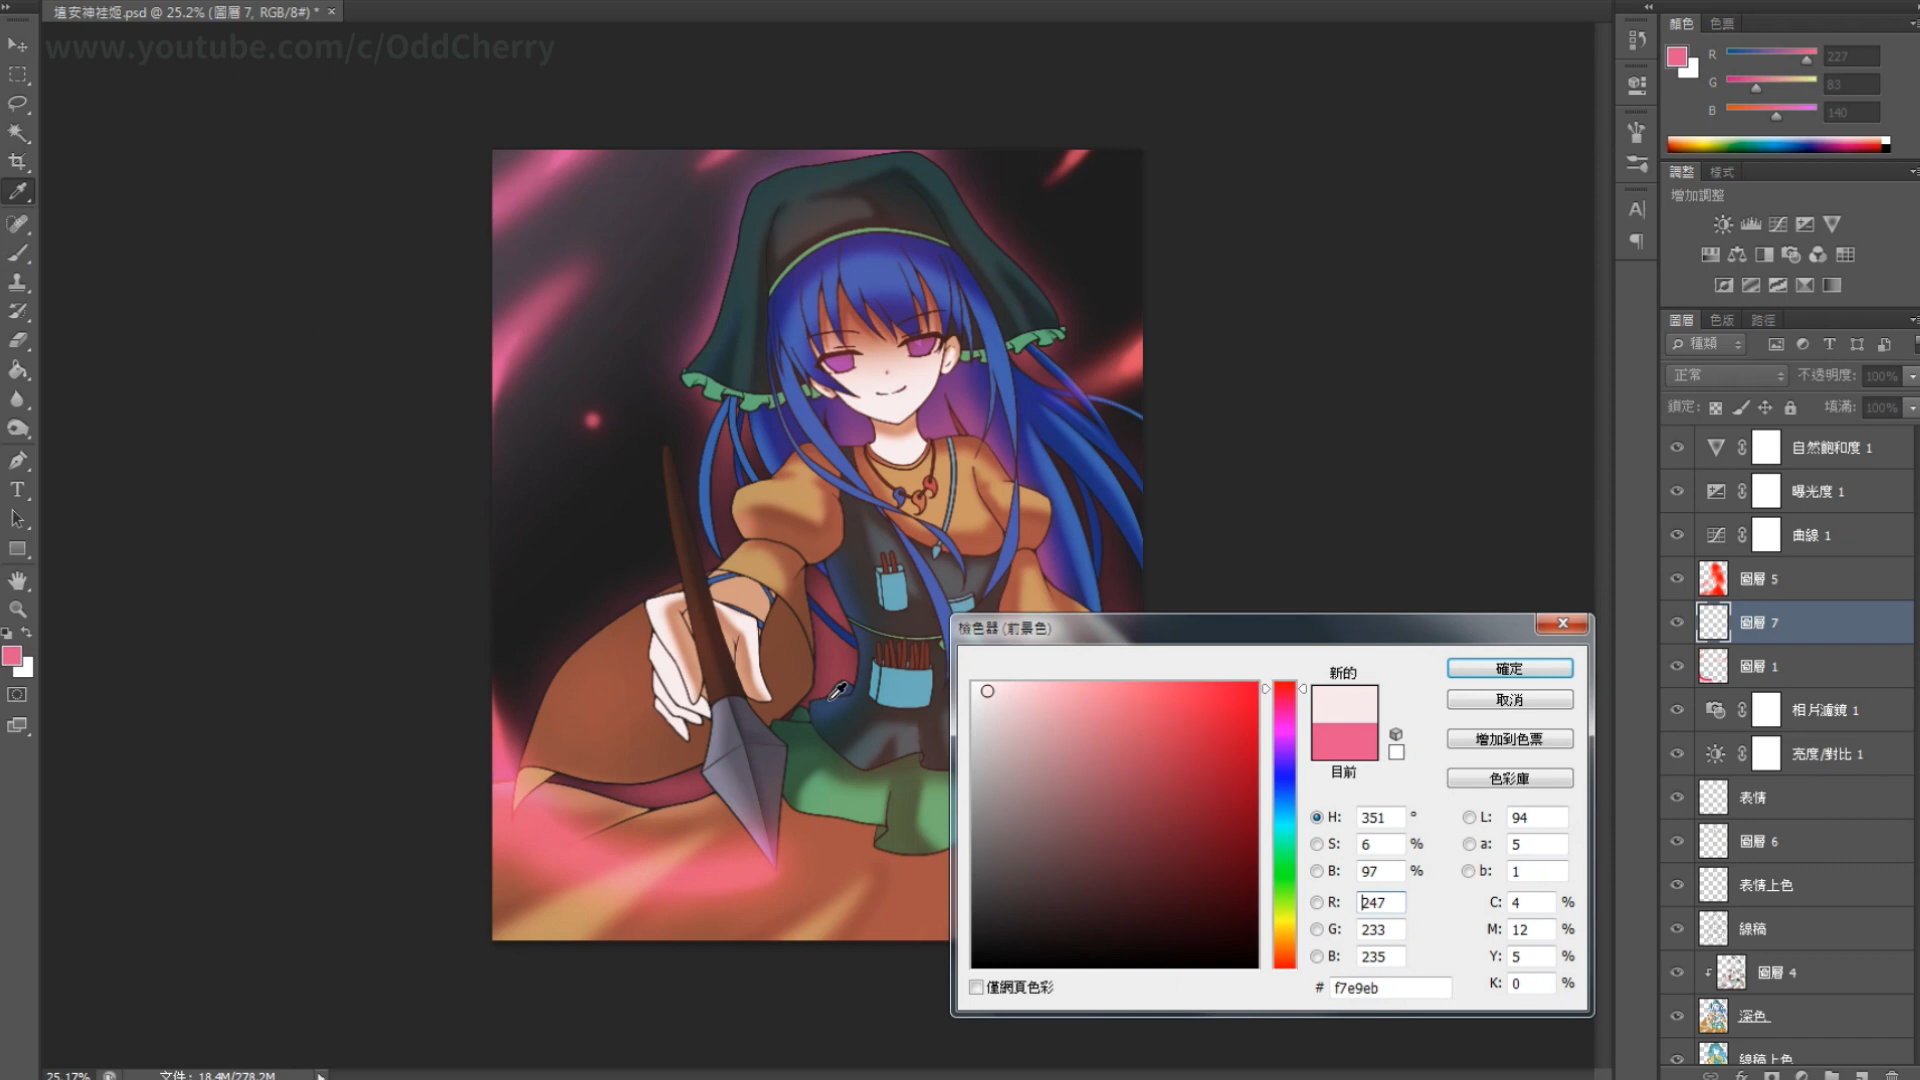 埴安神袿姬.psd @ 25.2% (圖層 7, RGB/8#) * ×
www.youtube.com/c/OddCherry
顏色 色票
R 227
G 83
B 140
調整 樣式
增加調整
圖層 色版 路徑
種類
正常 不透明度: 100%
鎖定: 填滿: 100%
自然飽和度 1
曝光度 1
曲線 1
圖層 5
圖層 7
圖層 1
相片濾鏡 1
亮度/對比 1
表情
圖層 6
表情上色
線稿
圖層 4
深色
線稿上色
檢色器 (前景色)
新的
目前
確定
取消
增加到色票
色彩庫
H: 351 °
S: 6 %
B: 97 %
R: 247
G: 233
B: 235
L: 94
a: 5
b: 1
C: 4 %
M: 12 %
Y: 5 %
K: 0 %
# f7e9eb
僅網頁色彩
25.17% 文件: 18.4M/278.2M